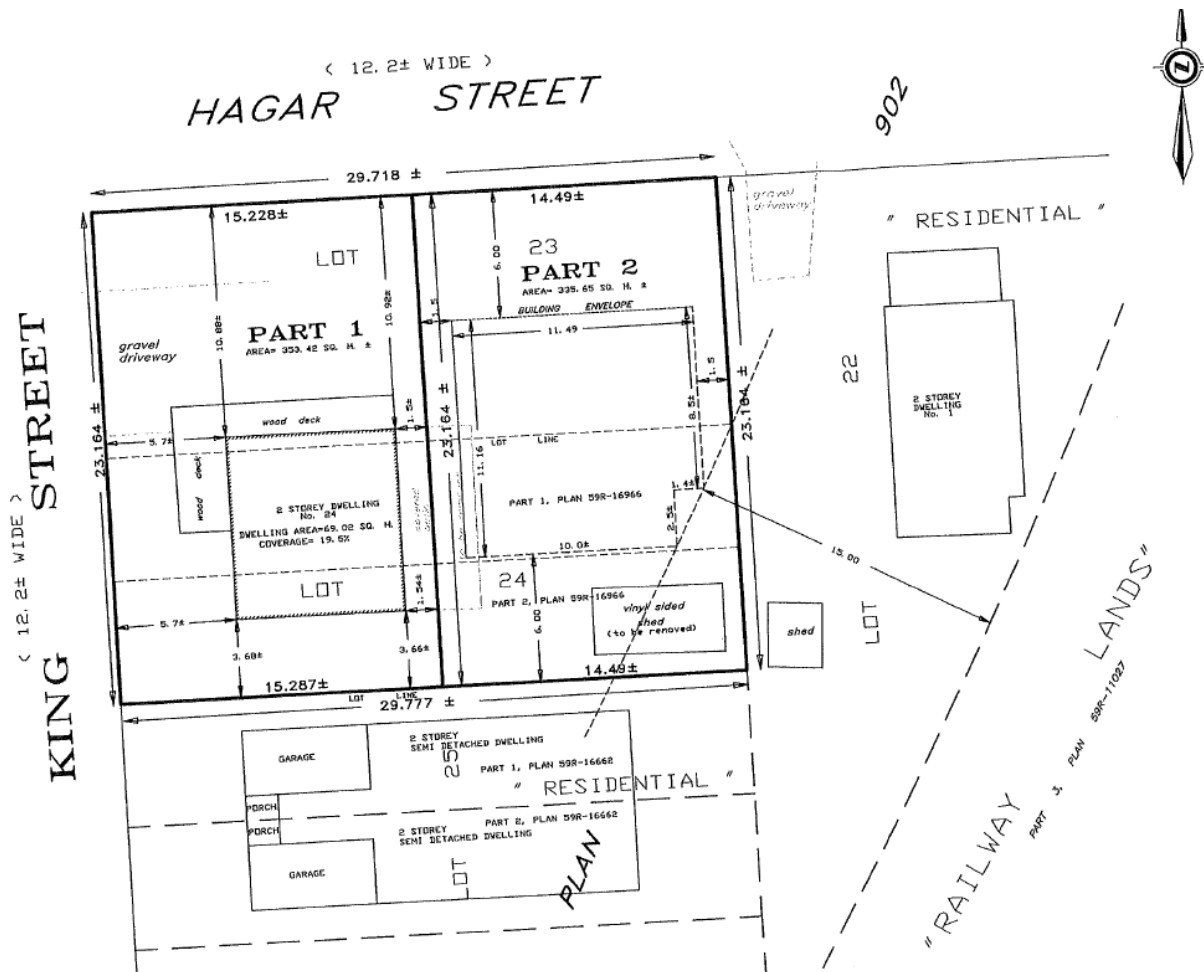 ( 12.2± WIDE )
HAGAR STREET
902
29.718 ±
15.228±
14.49±
gravel driveway
" RESIDENTIAL "
LOT
23
PART 2
AREA= 335.65 SQ. M. ±
BUILDING ENVELOPE
11.49
6.00
1.5
1.5
10.88±
10.92±
PART 1
AREA= 353.42 SQ. M. ±
gravel
driveway
KING STREET
( 12.2± WIDE )
23.164 ±
23.164 ±
23.164 ±
22
2 STOREY
DWELLING
No. 1
wood deck
wood deck
5.7±
1.5±
8.5±
11.16
LOT LINE
PART 1, PLAN 59R-16966
1.4±
2.5±
10.0±
15.00
2 STOREY DWELLING
No. 24
DWELLING AREA=69.02 SQ. M.
COVERAGE= 19.5%
LOT
1.54±
24
PART 2, PLAN 59R-16966
6.00
vinyl sided
shed
(to be removed)
shed
LOT
5.7±
3.68±
3.66±
15.287±
14.49±
LOT LINE
29.777 ±
GARAGE
2 STOREY
SEMI DETACHED DWELLING
25
PART 1, PLAN 59R-16662
" RESIDENTIAL "
PORCH
PORCH
PART 2, PLAN 59R-16662
2 STOREY
SEMI DETACHED DWELLING
GARAGE
LOT
PLAN
"RAILWAY LANDS"
PART 3, PLAN 59R-11027